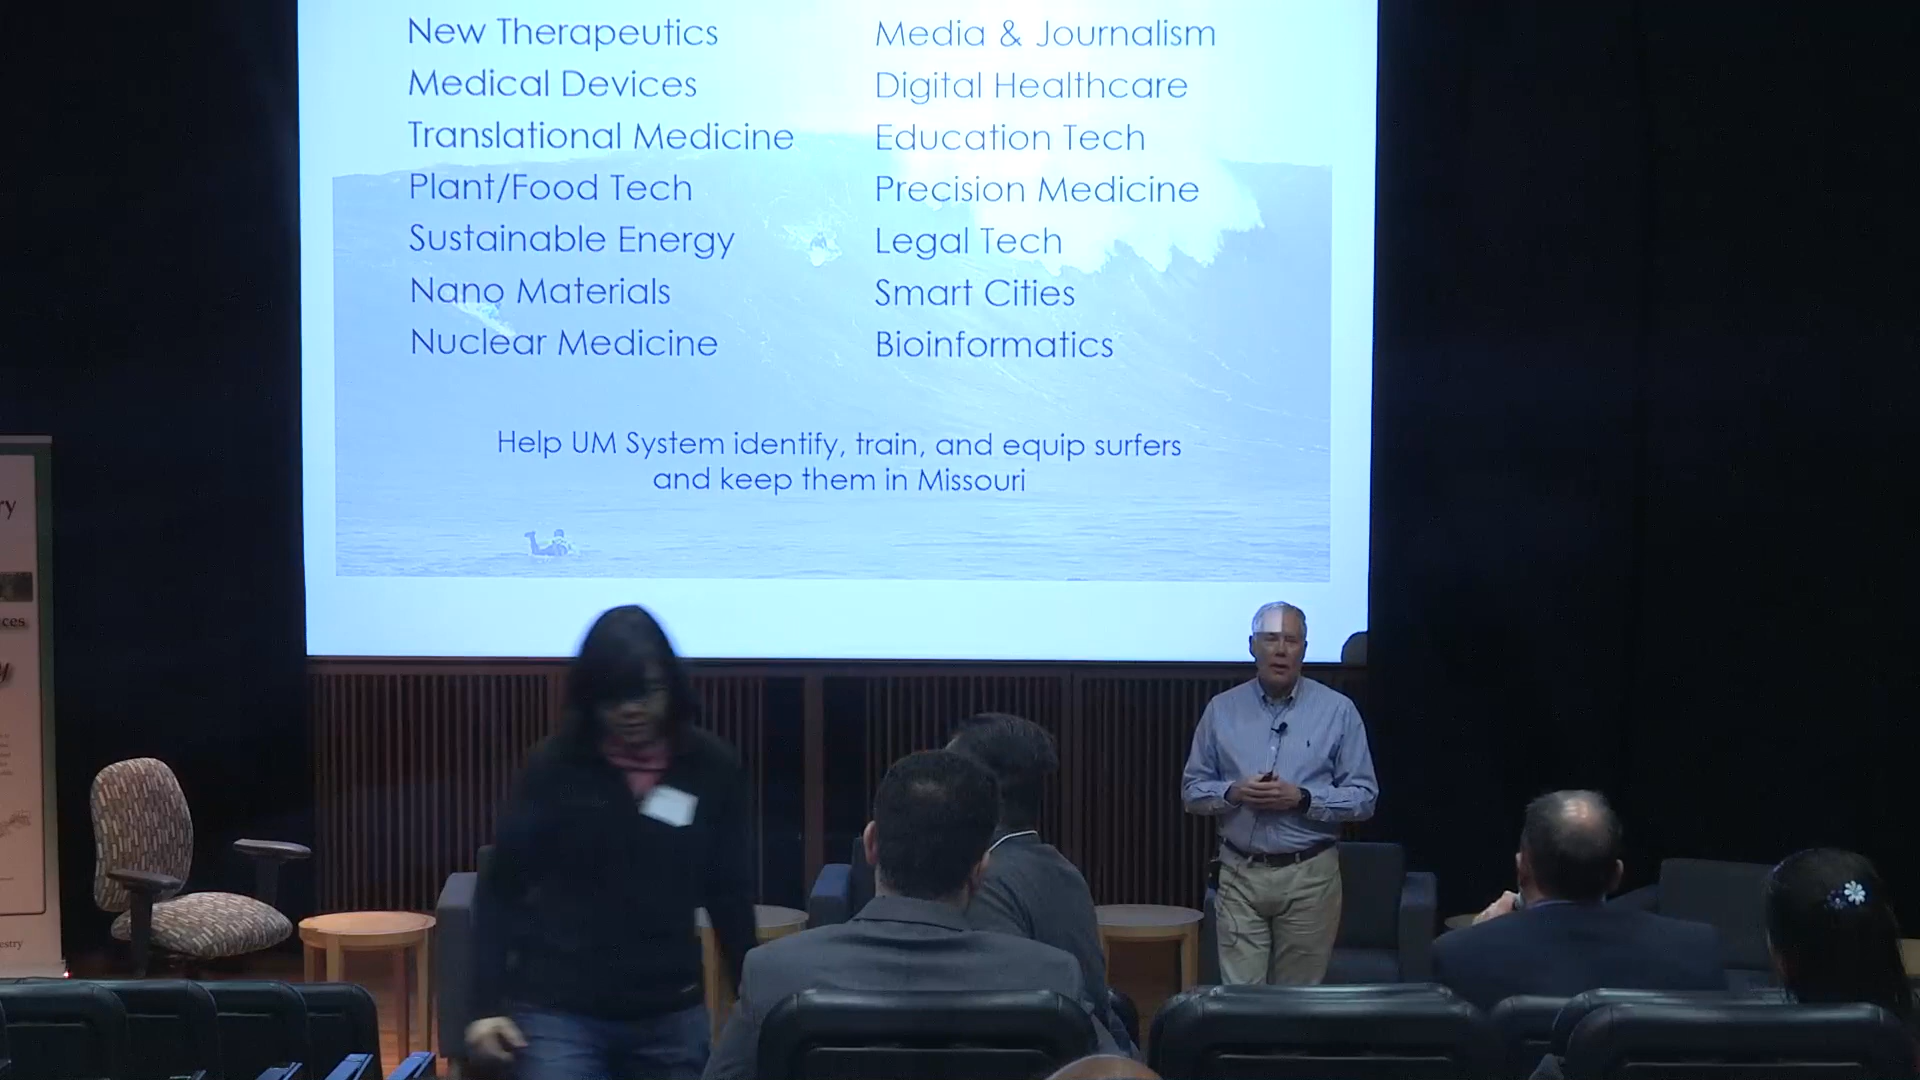 New Therapeutics
Medical Devices
Translational Medicine
Plant/Food Tech
Sustainable Energy
Nano Materials
Nuclear Medicine
Media & Journalism
Digital Healthcare
Education Tech
Precision Medicine
Legal Tech
Smart Cities
Bioinformatics
Help UM System identify, train, and equip surfers
and keep them in Missouri